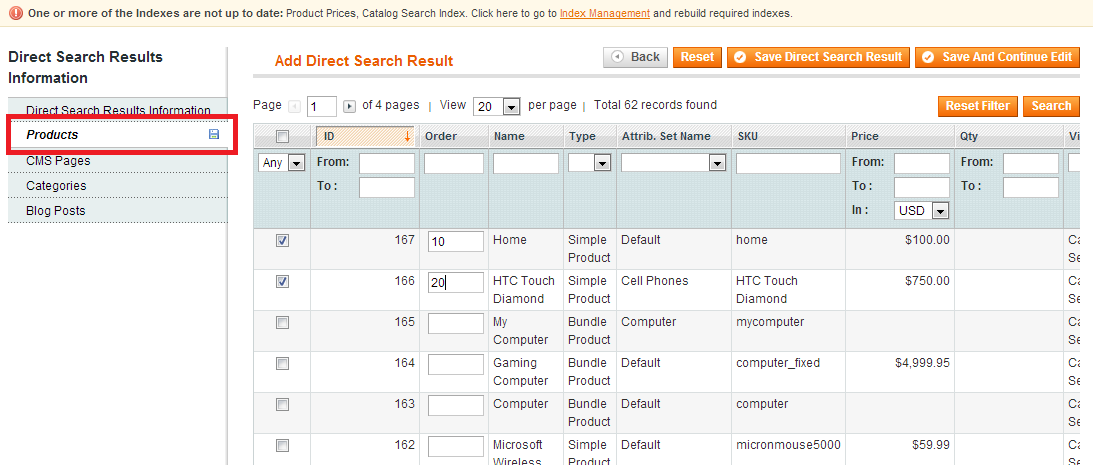 One or more of the Indexes are not up to date: Product Prices, Catalog Search Index. Click here to go to Index Management and rebuild required indexes.
Direct Search Results
Information
Direct Search Results Information
Products
CMS Pages
Categories
Blog Posts
Add Direct Search Result
Back Reset Save Direct Search Result Save And Continue Edit
Page 1 of 4 pages | View 20 per page | Total 62 records found
Reset Filter Search
ID Order Name Type Attrib. Set Name SKU Price Qty Vi
Any From: From: From:
To : To : To :
In : USD
167 10 Home Simple Default home $100.00 Ca
Product Se
166 20 HTC Touch Simple Cell Phones HTC Touch $750.00 Ca
Diamond Product Diamond Se
165 My Bundle Computer mycomputer Ca
Computer Product Se
164 Gaming Bundle Default computer_fixed $4,999.95 Ca
Computer Product Se
163 Computer Bundle Default computer Ca
Product Se
162 Microsoft Simple Default micronmouse5000 $59.99 Ca
Wireless Product Se